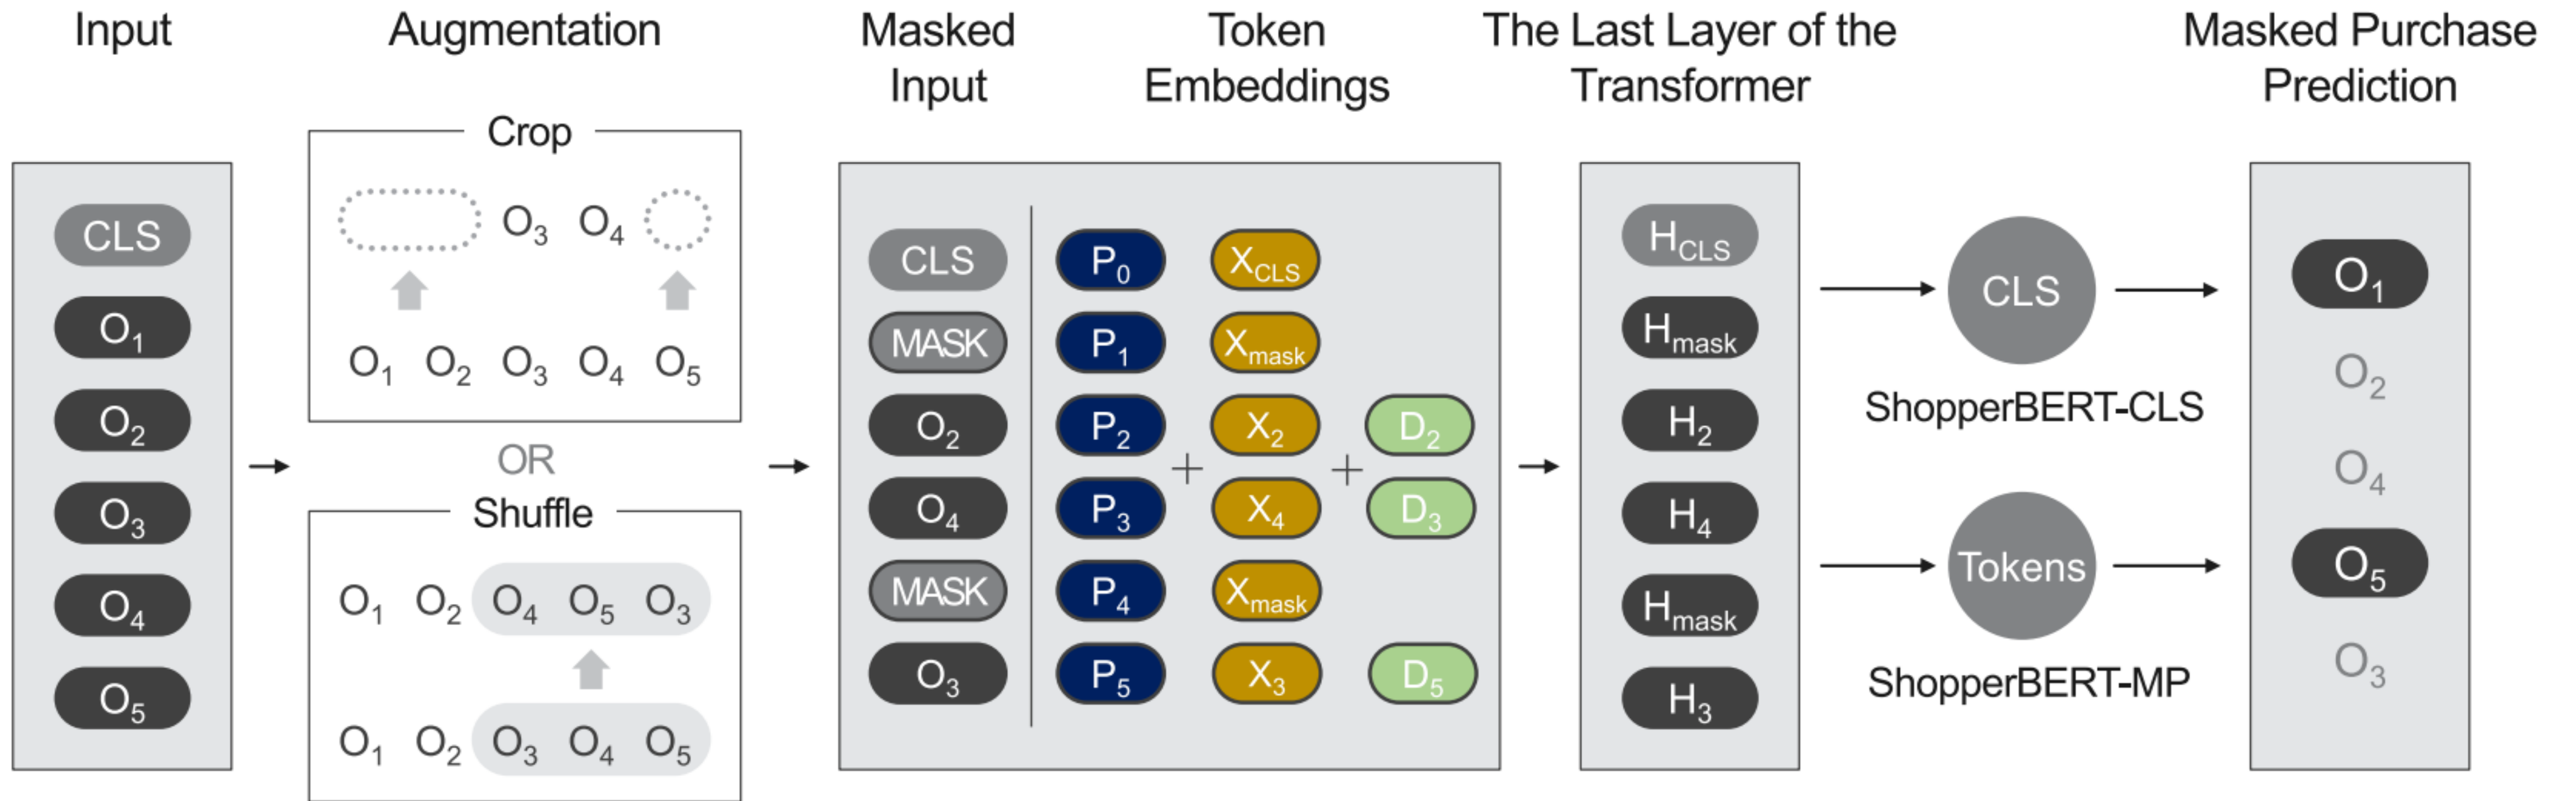 Input
Augmentation
Masked
Input
Token
Embeddings
The Last Layer of the
Transformer
Masked Purchase
Prediction
CLS
O1
O2
O3
O4
O5
Crop
O3 O4
O1 O2 O3 O4 O5
OR
Shuffle
O1 O2 O4 O5 O3
O1 O2 O3 O4 O5
CLS P0 XCLS
MASK P1 Xmask
O2 P2 X2 D2
+ +
O4 P3 X4 D3
MASK P4 Xmask
O3 P5 X3 D5
HCLS
Hmask
H2
H4
Hmask
H3
CLS
ShopperBERT-CLS
Tokens
ShopperBERT-MP
O1
O2
O4
O5
O3